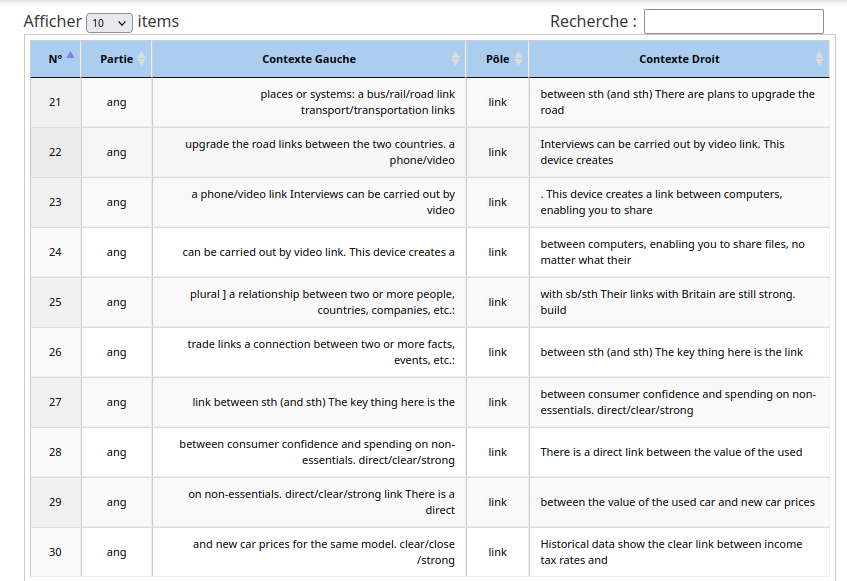 Afficher 10 items
Recherche :
N° Partie Contexte Gauche Pôle Contexte Droit
21 ang places or systems: a bus/rail/road link transport/transportation links link between sth (and sth) There are plans to upgrade the road
22 ang upgrade the road links between the two countries. a phone/video link Interviews can be carried out by video link. This device creates
23 ang a phone/video link Interviews can be carried out by video link . This device creates a link between computers, enabling you to share
24 ang can be carried out by video link. This device creates a link between computers, enabling you to share files, no matter what their
25 ang plural ] a relationship between two or more people, countries, companies, etc.: link with sb/sth Their links with Britain are still strong. build
26 ang trade links a connection between two or more facts, events, etc.: link between sth (and sth) The key thing here is the link
27 ang link between sth (and sth) The key thing here is the link between consumer confidence and spending on non-essentials. direct/clear/strong
28 ang between consumer confidence and spending on non-essentials. direct/clear/strong link There is a direct link between the value of the used
29 ang on non-essentials. direct/clear/strong link There is a direct link between the value of the used car and new car prices
30 ang and new car prices for the same model. clear/close /strong link Historical data show the clear link between income tax rates and